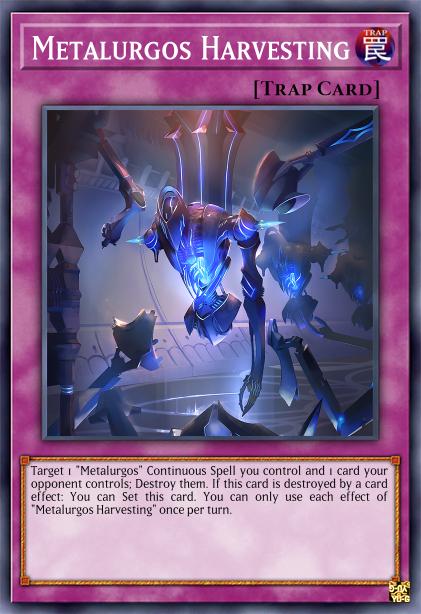 Metalurgos Harvesting
TRAP
罠
[Trap Card]
Target 1 "Metalurgos" Continuous Spell you control and 1 card your
opponent controls; Destroy them. If this card is destroyed by a card
effect: You can Set this card. You can only use each effect of
"Metalurgos Harvesting" once per turn.